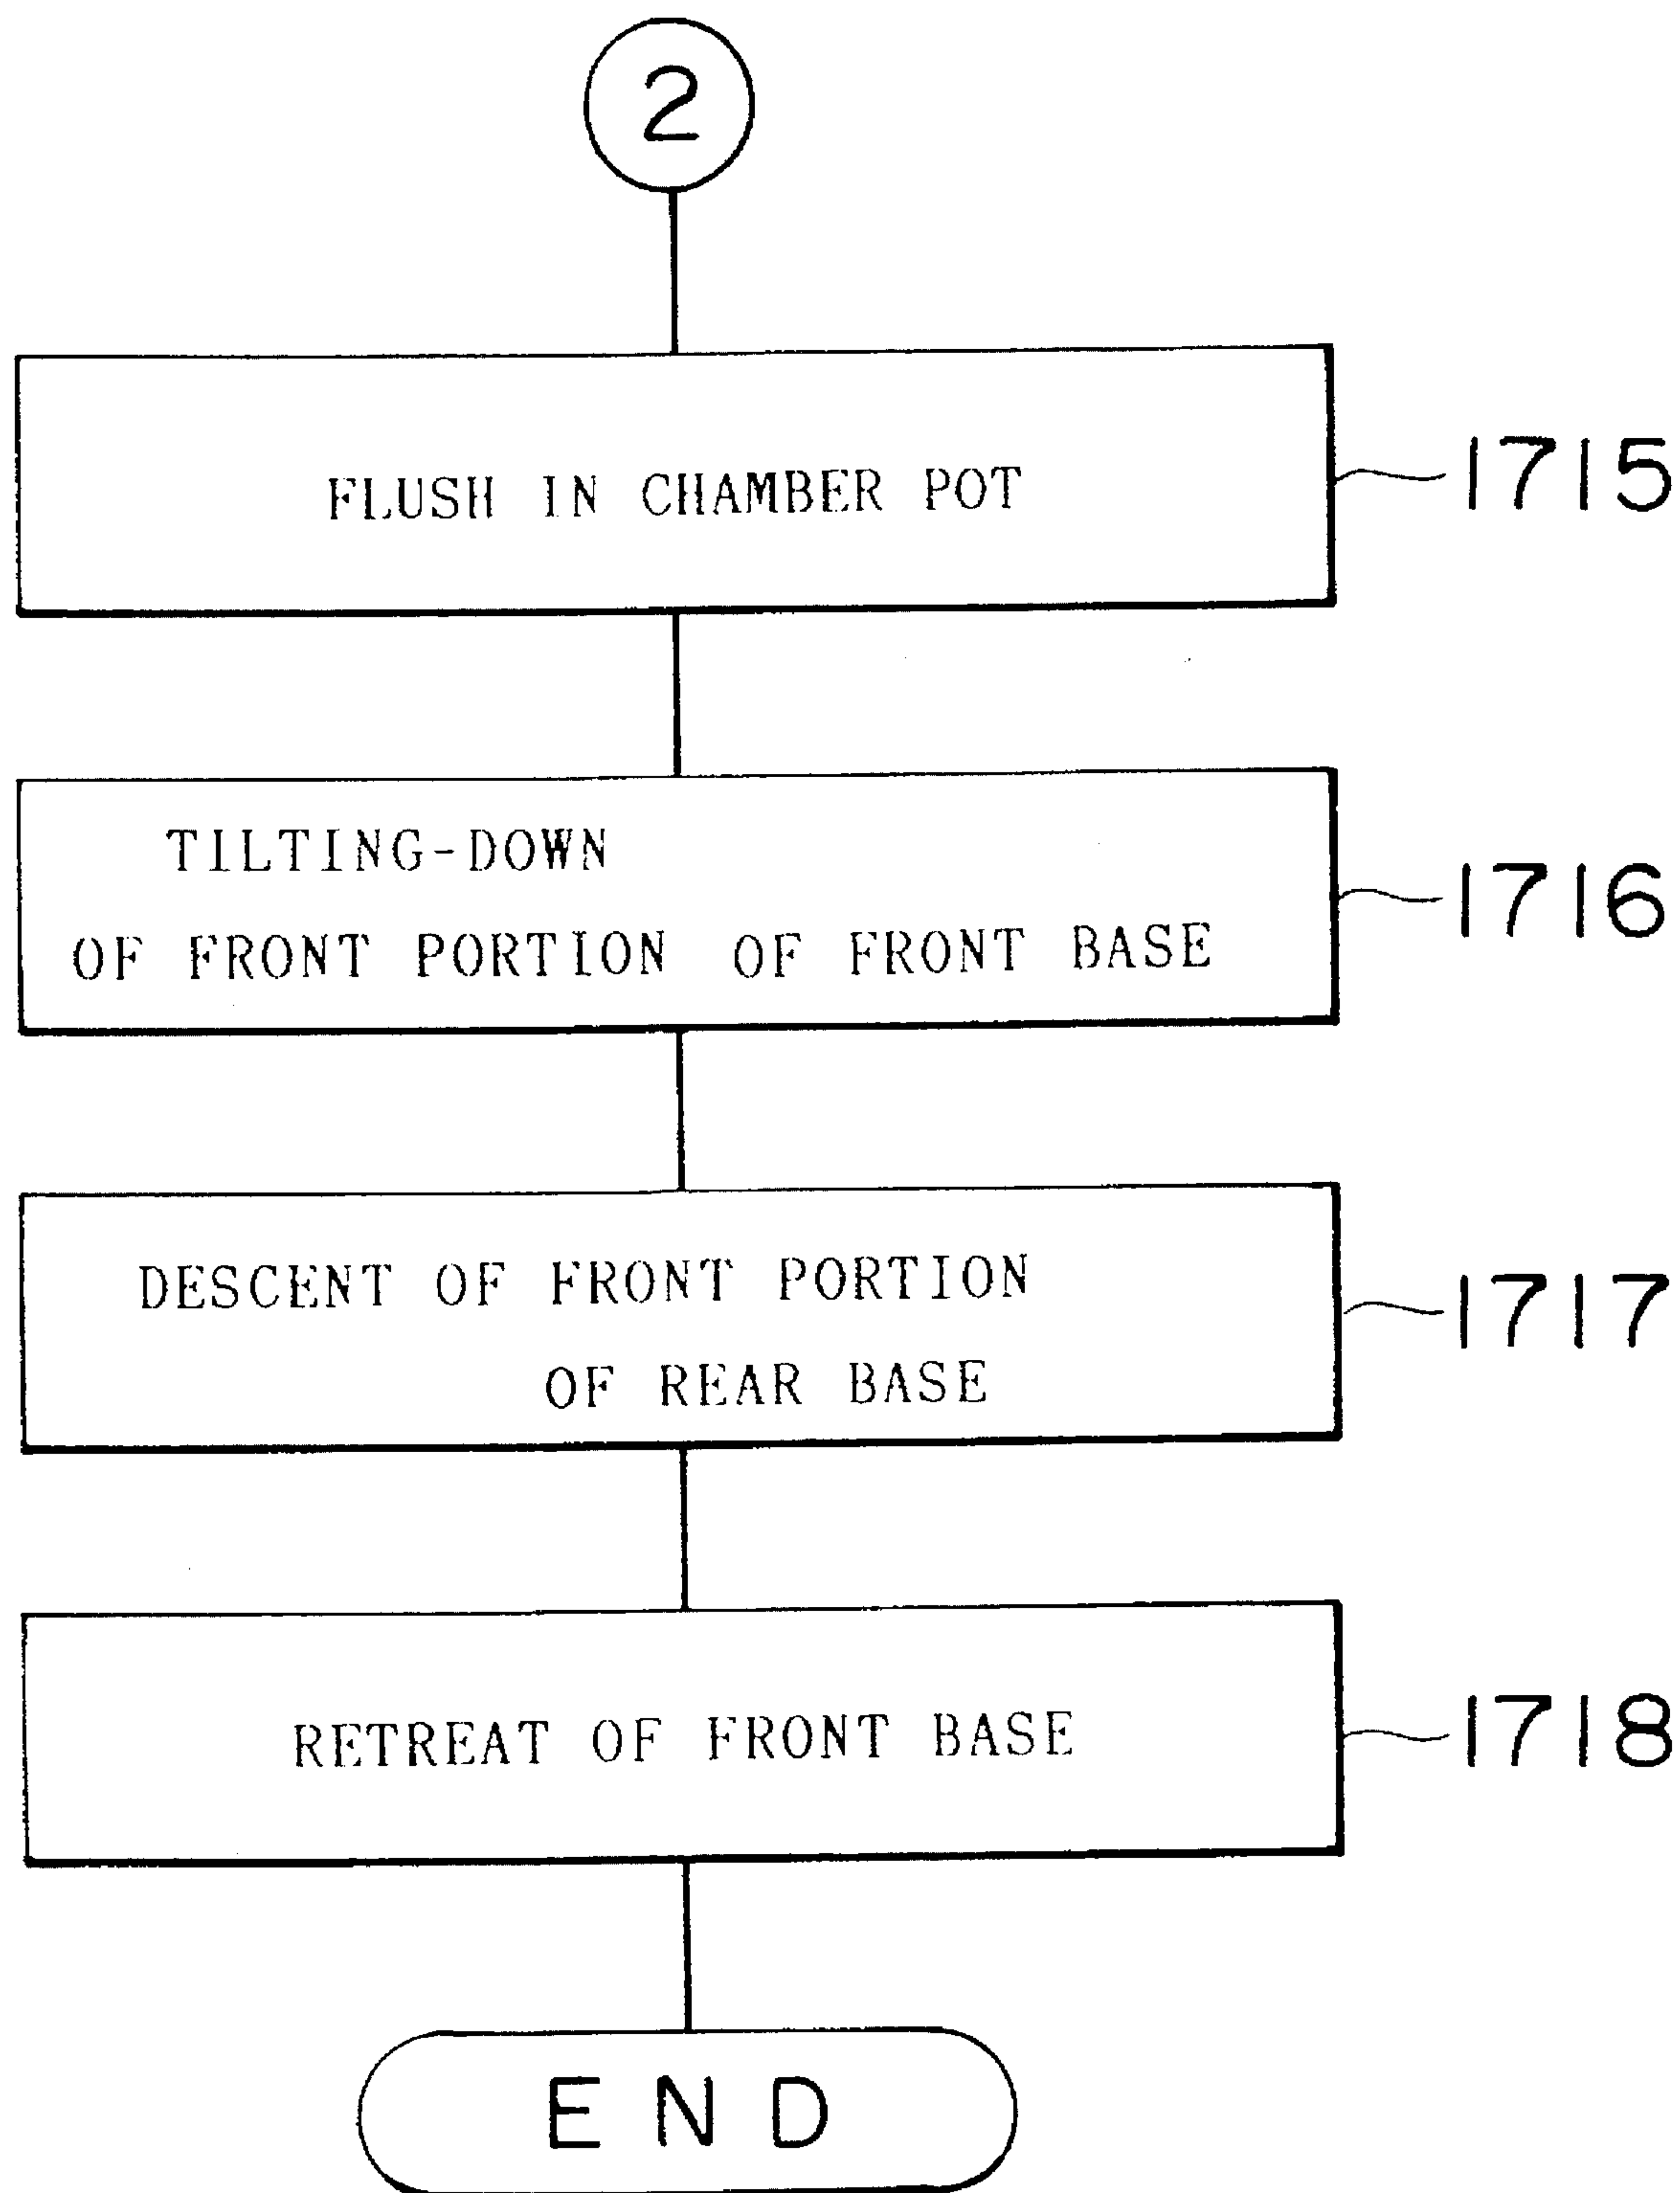 2
FLUSH IN CHAMBER POT
1715
TILTING-DOWN
OF FRONT PORTION OF FRONT BASE
1716
DESCENT OF FRONT PORTION
OF REAR BASE
1717
RETREAT OF FRONT BASE
1718
END